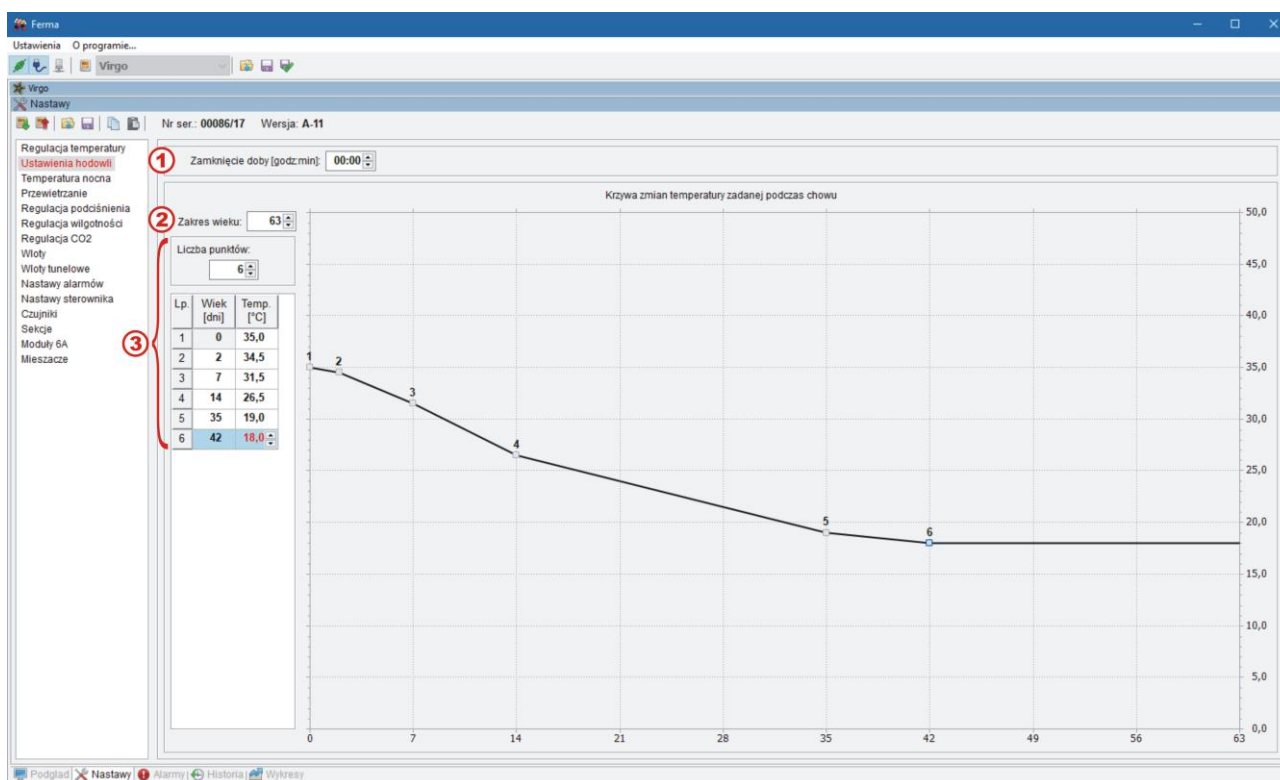 Ferma
Ustawienia O programie...
Virgo
Virgo
Nastawy
Nr ser.: 00086/17 Wersja: A-11
Regulacja temperatury
Ustawienia hodowli
Temperatura nocna
Przewietrzanie
Regulacja podciśnienia
Regulacja wilgotności
Regulacja CO2
Wloty
Wloty tunelowe
Nastawy alarmów
Nastawy sterownika
Czujniki
Sekcje
Moduły 6A
Mieszacze
1 Zamknięcie doby [godz:min]: 00:00
Krzywa zmian temperatury zadanej podczas chowu
2 Zakres wieku: 63
3
Liczba punktów:
6
Lp. Wiek [dni] Temp. [°C]
1 0 35,0
2 2 34,5
3 7 31,5
4 14 26,5
5 35 19,0
6 42 18,0
1 2 3 4 5 6
50,0
45,0
40,0
35,0
30,0
25,0
20,0
15,0
10,0
5,0
0,0
0 7 14 21 28 35 42 49 56 63
Podgląd Nastawy Alarmy Historia Wykresy